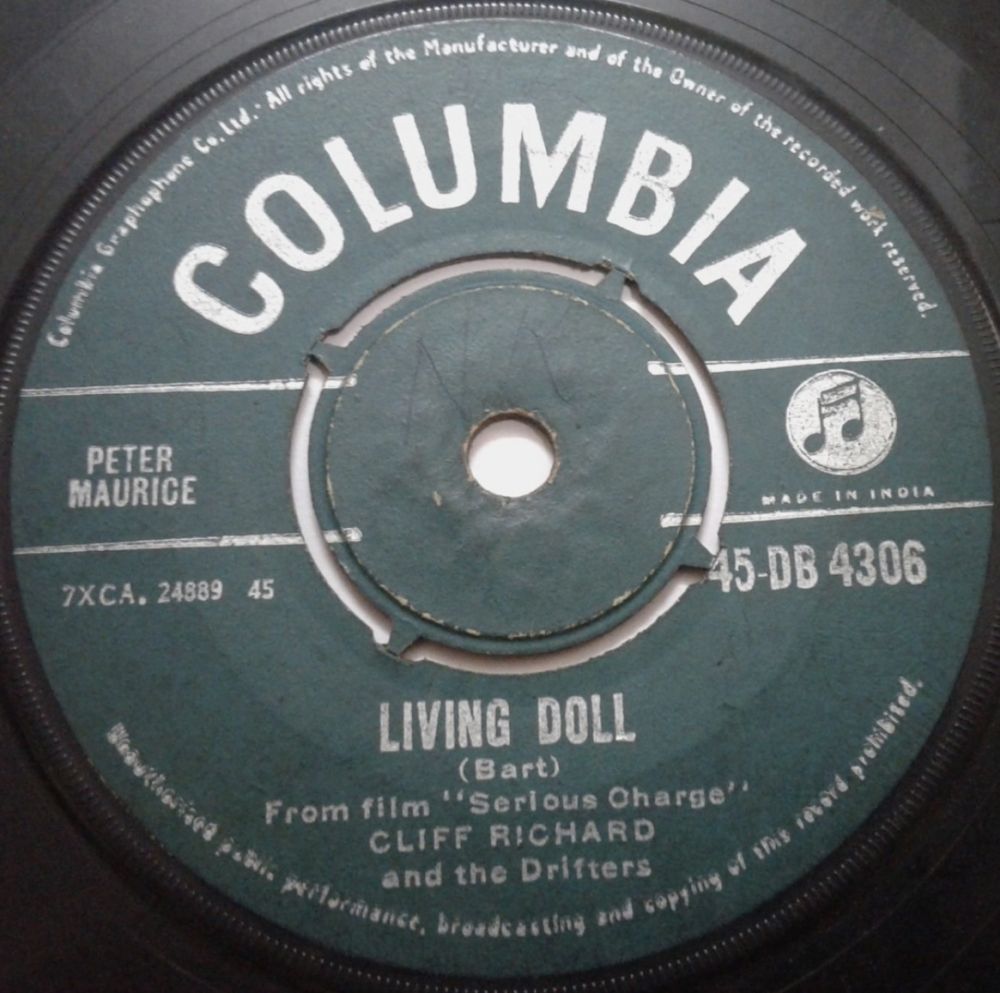 Columbia Graphophone Co. Ltd. · All rights of the Manufacturer and of the Owner of the recorded work reserved.
COLUMBIA
PETER
MAURICE
MADE IN INDIA
7XCA. 24889 45
45-DB 4306
LIVING DOLL
(Bart)
From film "Serious Charge"
CLIFF RICHARD
and the Drifters
Unauthorised public performance, broadcasting and copying of this record prohibited.